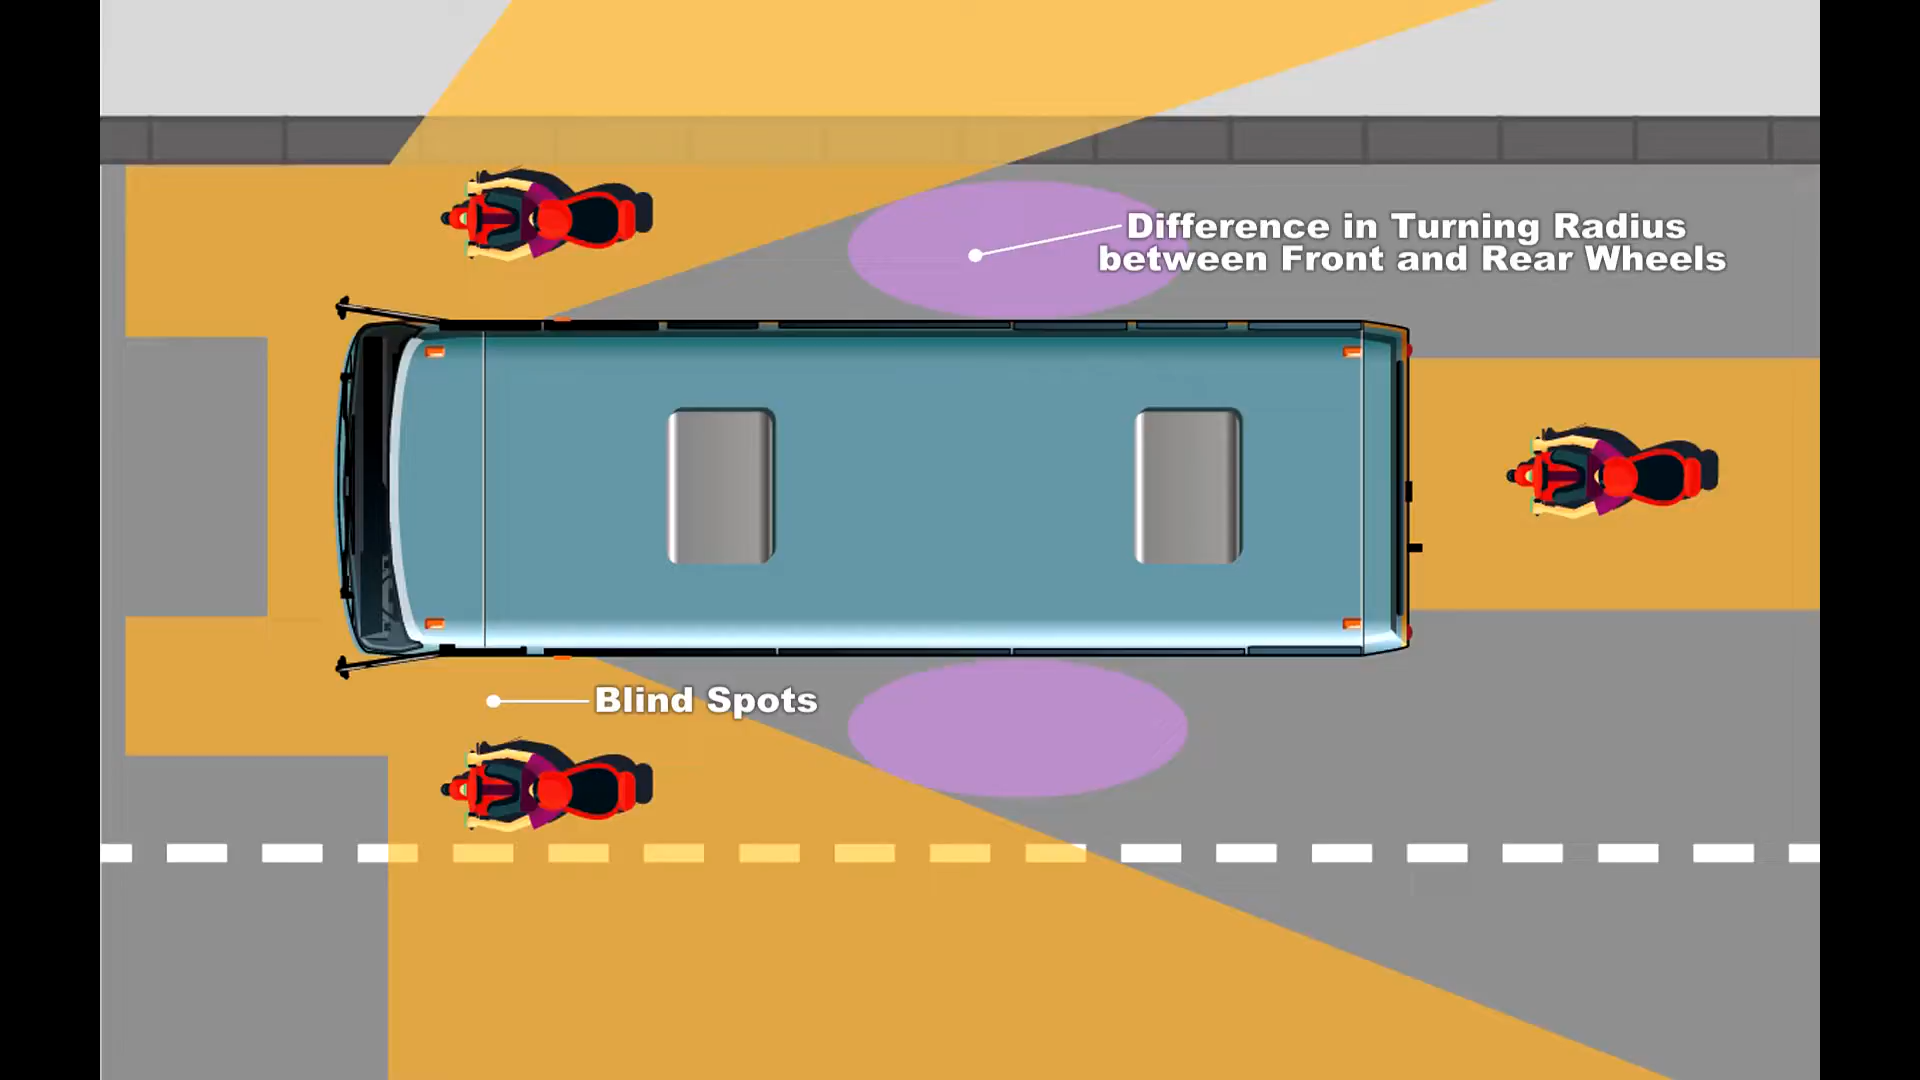 Difference in Turning Radius
between Front and Rear Wheels
Blind Spots